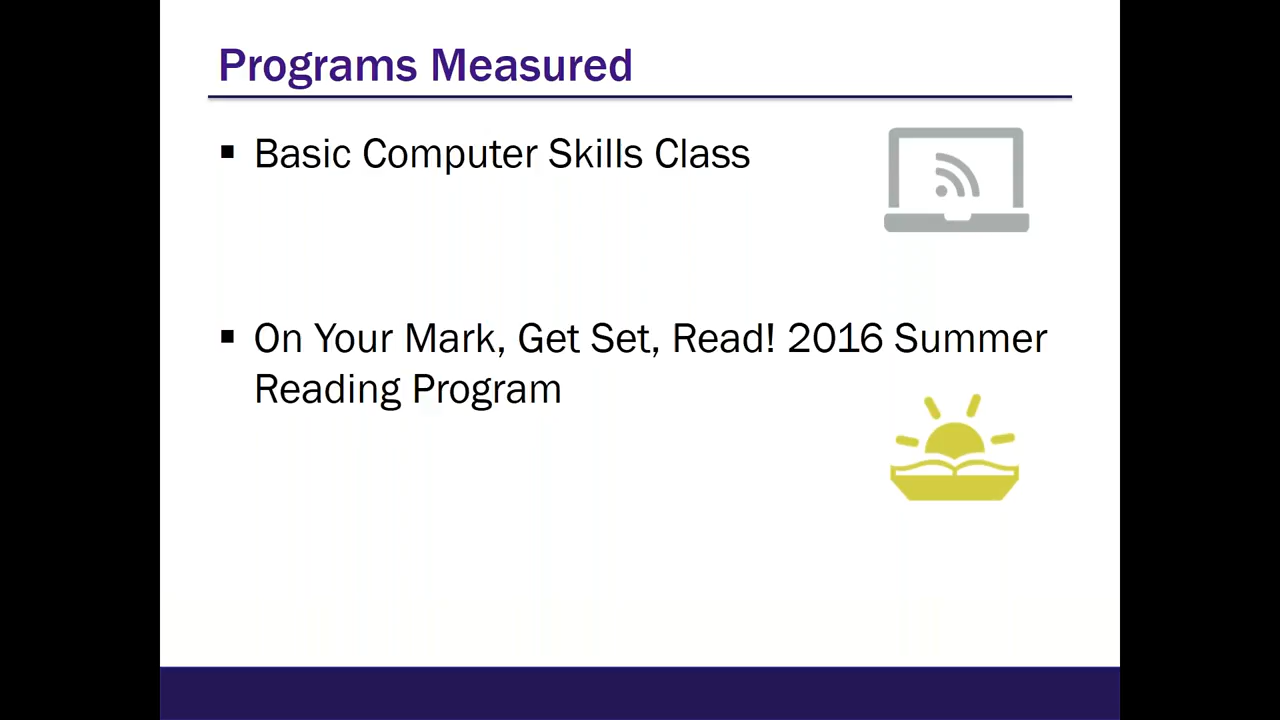 Programs Measured
▪ Basic Computer Skills Class
▪ On Your Mark, Get Set, Read! 2016 Summer
Reading Program